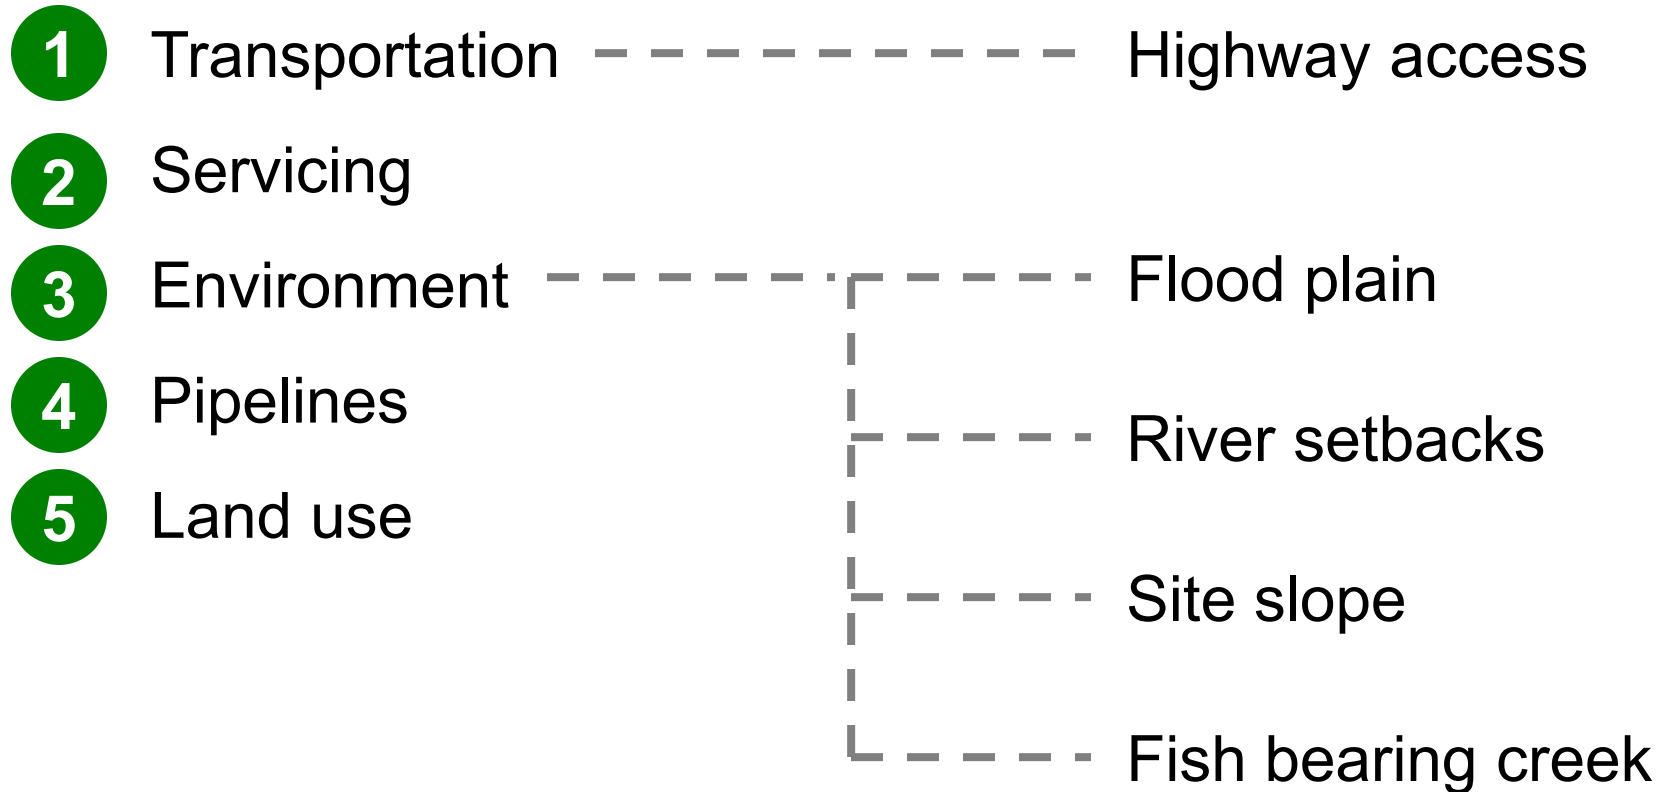 1 Transportation Highway access
2 Servicing
3 Environment Flood plain
4 Pipelines
River setbacks
5 Land use
Site slope
Fish bearing creek